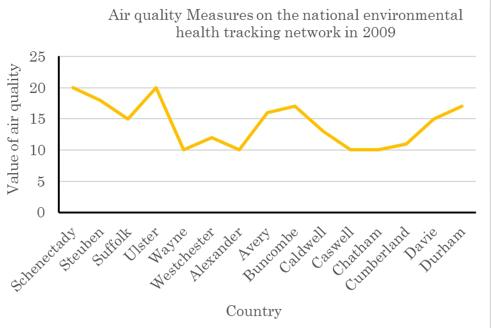 Air quality Measures on the national environmental
health tracking network in 2009
Value of air quality
25
20
15
10
5
0
Schenectady
Steuben
Suffolk
Ulster
Wayne
Westchester
Alexander
Avery
Buncombe
Caldwell
Caswell
Chatham
Cumberland
Davie
Durham
Country